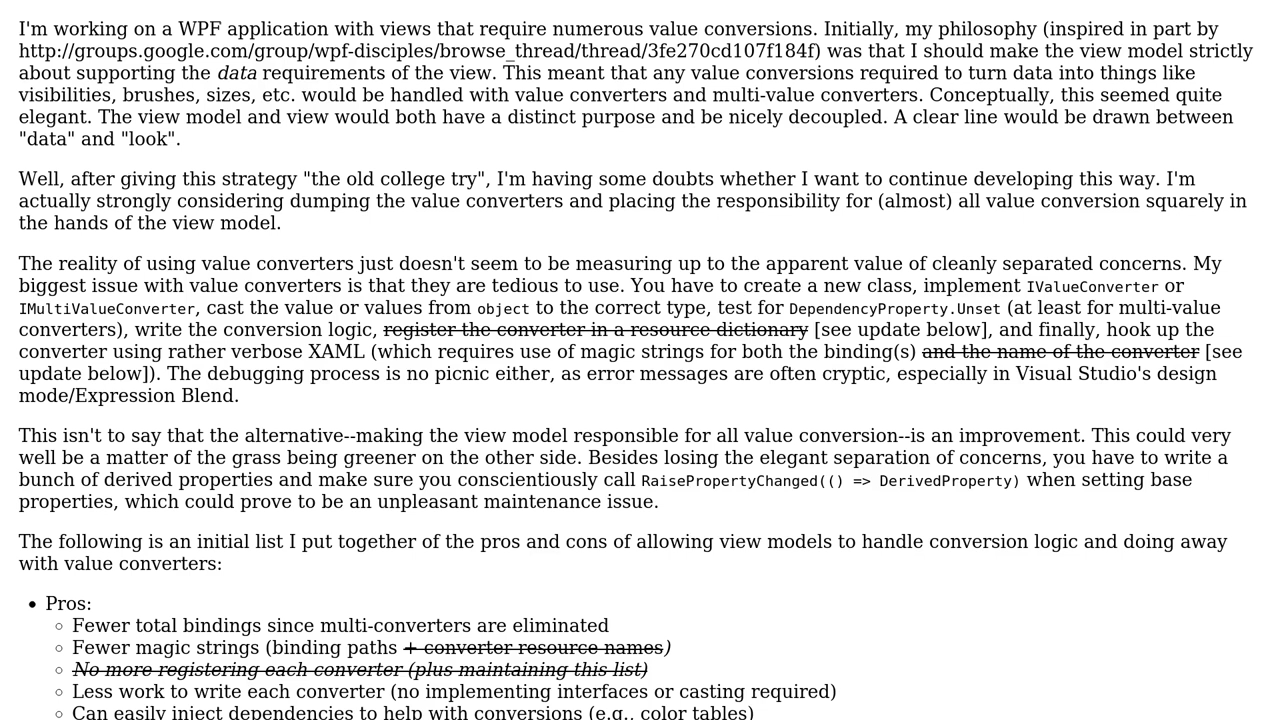 I'm working on a WPF application with views that require numerous value conversions. Initially, my philosophy (inspired in part by
http://groups.google.com/group/wpf-disciples/browse_thread/thread/3fe270cd107f184f) was that I should make the view model strictly
about supporting the data requirements of the view. This meant that any value conversions required to turn data into things like
visibilities, brushes, sizes, etc. would be handled with value converters and multi-value converters. Conceptually, this seemed quite
elegant. The view model and view would both have a distinct purpose and be nicely decoupled. A clear line would be drawn between
"data" and "look".
Well, after giving this strategy "the old college try", I'm having some doubts whether I want to continue developing this way. I'm
actually strongly considering dumping the value converters and placing the responsibility for (almost) all value conversion squarely in
the hands of the view model.
The reality of using value converters just doesn't seem to be measuring up to the apparent value of cleanly separated concerns. My
biggest issue with value converters is that they are tedious to use. You have to create a new class, implement IValueConverter or
IMultiValueConverter, cast the value or values from object to the correct type, test for DependencyProperty.Unset (at least for multi-value
converters), write the conversion logic, register the converter in a resource dictionary [see update below], and finally, hook up the
converter using rather verbose XAML (which requires use of magic strings for both the binding(s) and the name of the converter [see
update below]). The debugging process is no picnic either, as error messages are often cryptic, especially in Visual Studio's design
mode/Expression Blend.
This isn't to say that the alternative--making the view model responsible for all value conversion--is an improvement. This could very
well be a matter of the grass being greener on the other side. Besides losing the elegant separation of concerns, you have to write a
bunch of derived properties and make sure you conscientiously call RaisePropertyChanged(() => DerivedProperty) when setting base
properties, which could prove to be an unpleasant maintenance issue.
The following is an initial list I put together of the pros and cons of allowing view models to handle conversion logic and doing away
with value converters:
• Pros:
◦ Fewer total bindings since multi-converters are eliminated
◦ Fewer magic strings (binding paths + converter resource names)
◦ No more registering each converter (plus maintaining this list)
◦ Less work to write each converter (no implementing interfaces or casting required)
◦ Can easily inject dependencies to help with conversions (e.g., color tables)